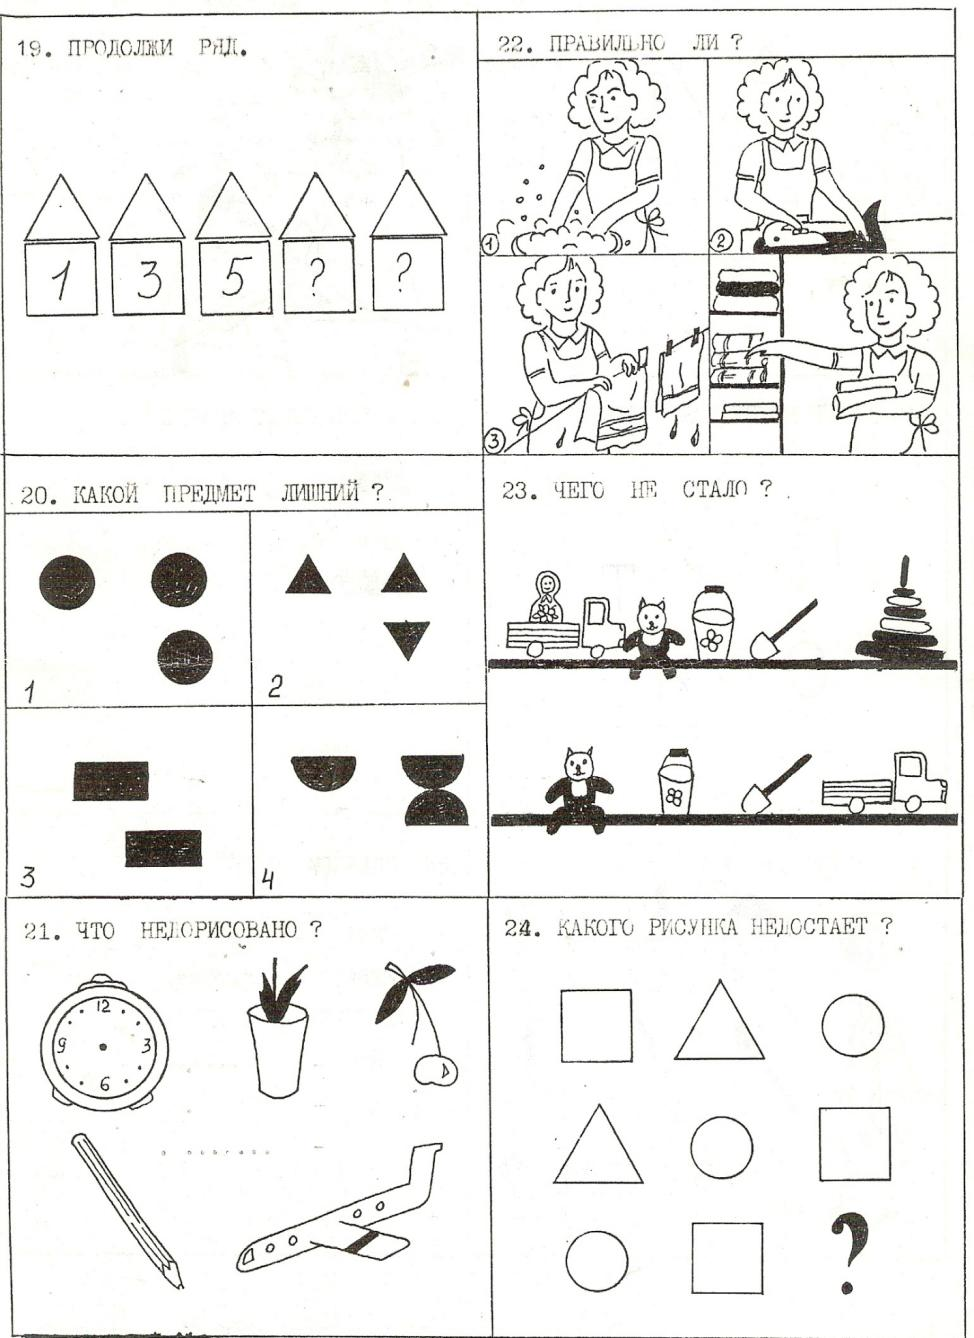 19. ПРОДОЛЖИ РЯД.
1 3 5 ? ?
20. КАКОЙ ПРЕДМЕТ ЛИШНИЙ ?
1
2
3
4
21. ЧТО НЕДОРИСОВАНО ?
12
9 3
6
22. ПРАВИЛЬНО ЛИ ?
1
2
3
23. ЧЕГО НЕ СТАЛО ?
24. КАКОГО РИСУНКА НЕДОСТАЕТ ?
?